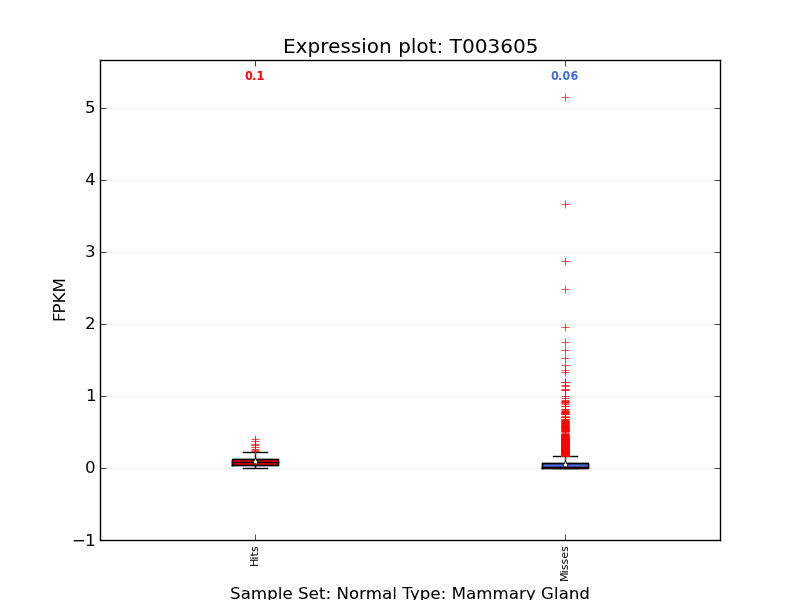 Expression plot: T003605
0.1
0.06
5
4
3
2
1
0
−1
FPKM
Hits
Misses
Sample Set: Normal Type: Mammary Gland